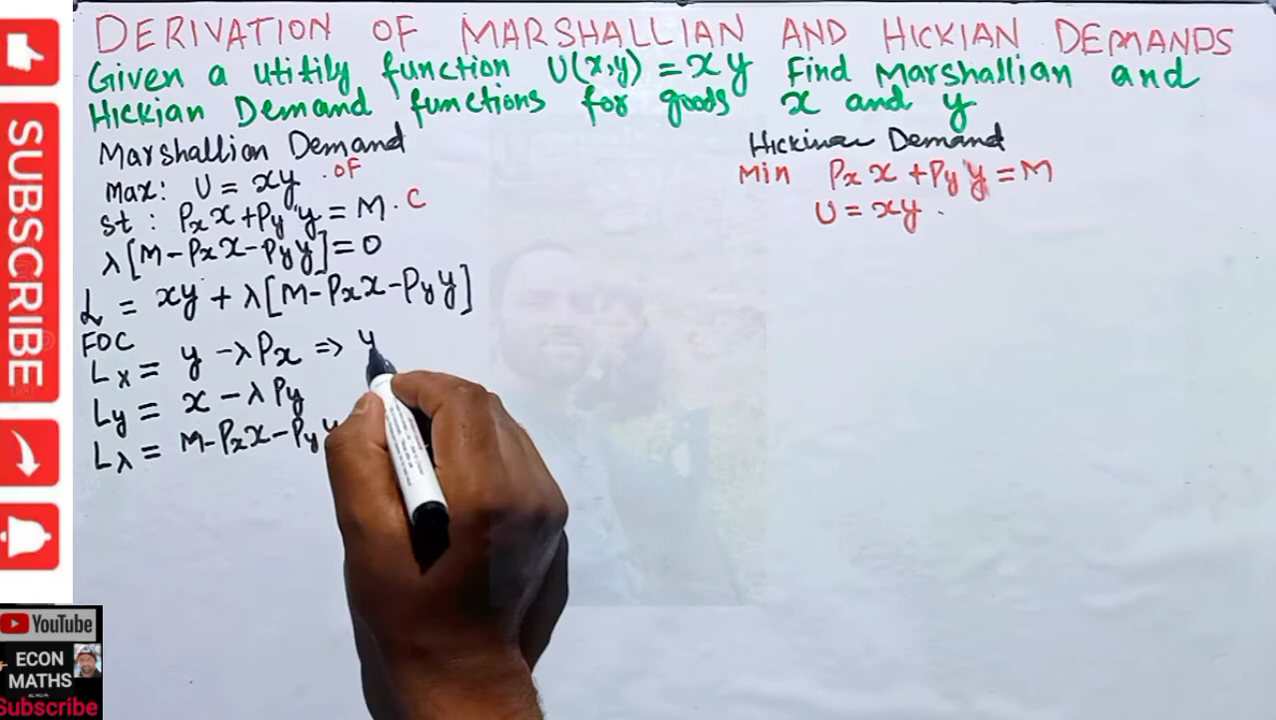 DERIVATION OF MARSHALLIAN AND HICKIAN DEMANDS
Given a utitily function U(x,y) = xy Find Marshallian and
Hickian Demand functions for goods x and y
Marshallian Demand
Max: U = xy . OF
st : Pxx+Pyy = M . C
λ[M-Pxx-Pyy] = 0
L = xy + λ[M-Pxx-Pyy]
FOC
Lx = y - λPx ⇒ y
Ly = x - λPy
Lλ = M-Pxx-Pyy
Hickinan Demand
Min Pxx+Pyy = M
U = xy .
SUBSCRIBE
YouTube
ECON
MATHS
Subscribe